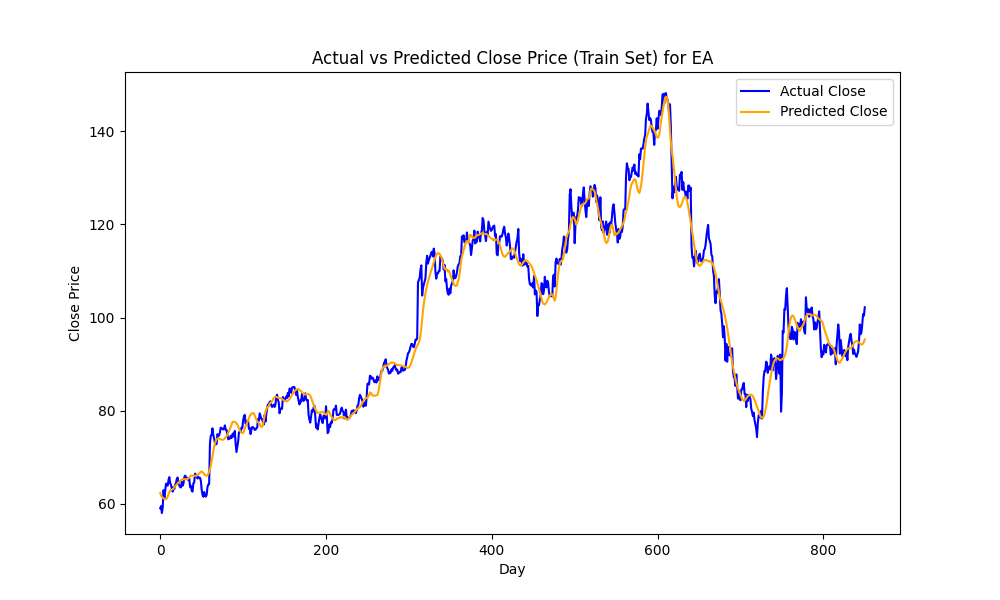 Actual vs Predicted Close Price (Train Set) for EA
Actual Close
Predicted Close
140
120
100
80
60
Close Price
0 200 400 600 800
Day